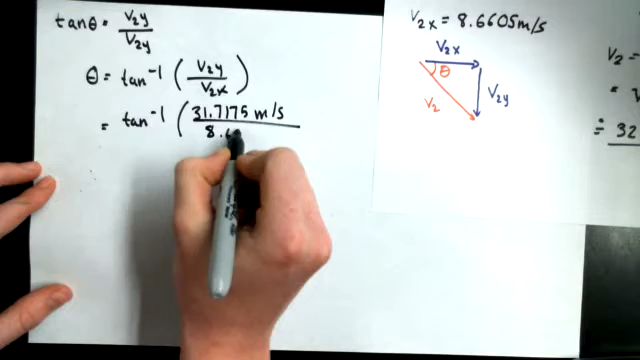 tanθ = V2y / V2y
θ = tan⁻¹ ( V2y / V2x )
= tan⁻¹ ( 31.7175 m/s / 8.
V2x = 8.6605 m/s
V2x
θ
V2y
V2
V2 =
÷ 32